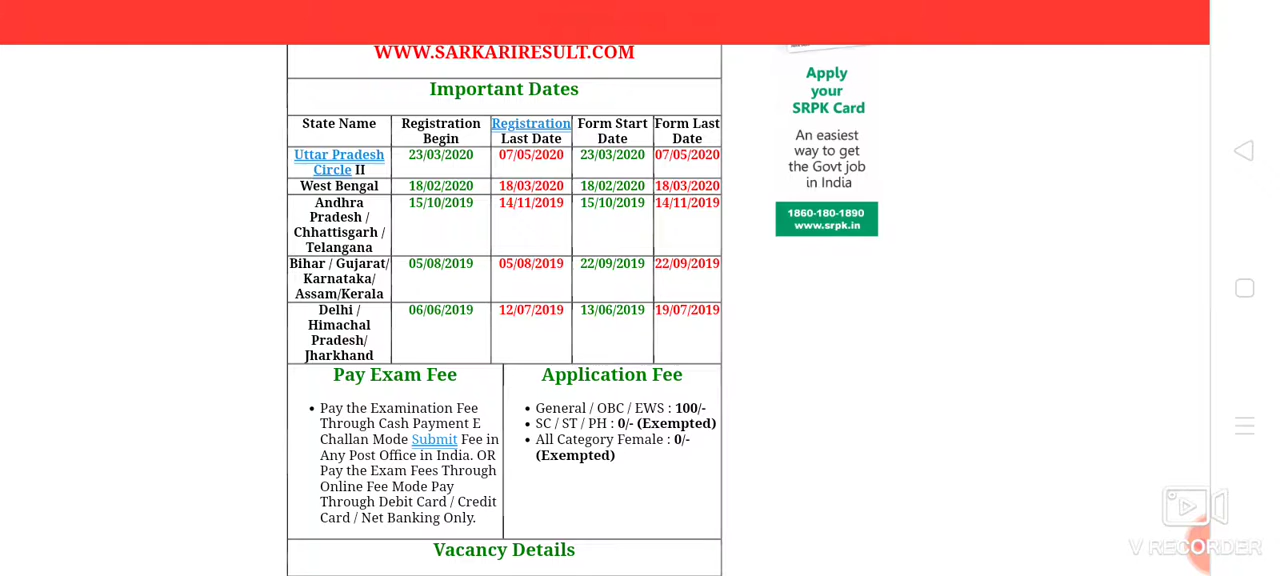 WWW.SARKARIRESULT.COM
Important Dates
State Name Registration Begin Registration Last Date Form Start Date Form Last Date
Uttar Pradesh Circle II 23/03/2020 07/05/2020 23/03/2020 07/05/2020
West Bengal 18/02/2020 18/03/2020 18/02/2020 18/03/2020
Andhra Pradesh / Chhattisgarh / Telangana 15/10/2019 14/11/2019 15/10/2019 14/11/2019
Bihar / Gujarat/ Karnataka/ Assam/Kerala 05/08/2019 05/08/2019 22/09/2019 22/09/2019
Delhi / Himachal Pradesh/ Jharkhand 06/06/2019 12/07/2019 13/06/2019 19/07/2019
Pay Exam Fee
• Pay the Examination Fee
Through Cash Payment E
Challan Mode Submit Fee in
Any Post Office in India. OR
Pay the Exam Fees Through
Online Fee Mode Pay
Through Debit Card / Credit
Card / Net Banking Only.
Application Fee
• General / OBC / EWS : 100/-
• SC / ST / PH : 0/- (Exempted)
• All Category Female : 0/-
(Exempted)
Vacancy Details
Apply
your
SRPK Card
An easiest
way to get
the Govt job
in India
1860-180-1890
www.srpk.in
V RECORDER